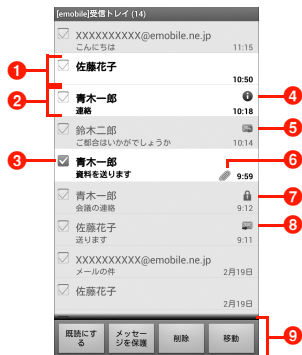 [emobile]受信トレイ (14)
XXXXXXXXXX@emobile.ne.jp
こんにちは 11:15
1
佐藤花子
10:50
2
青木一郎
4
連絡 10:18
鈴木二郎
5
ご都合はいかがでしょうか 10:14
3
青木一郎
6
資料を送ります 9:59
青木一郎
7
会議の連絡 9:12
佐藤花子
8
送ります 9:11
XXXXXXXXXX@emobile.ne.jp
メールの件 2月19日
佐藤花子
2月19日
既読にす
る
メッセー
ジを保護
削除
移動
9